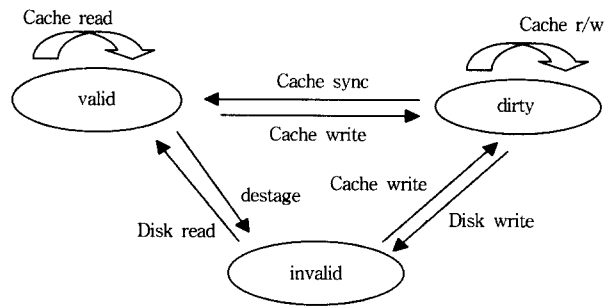 Cache read
Cache r/w
valid
Cache sync
dirty
Cache write
Cache write
destage
Disk read
Disk write
invalid